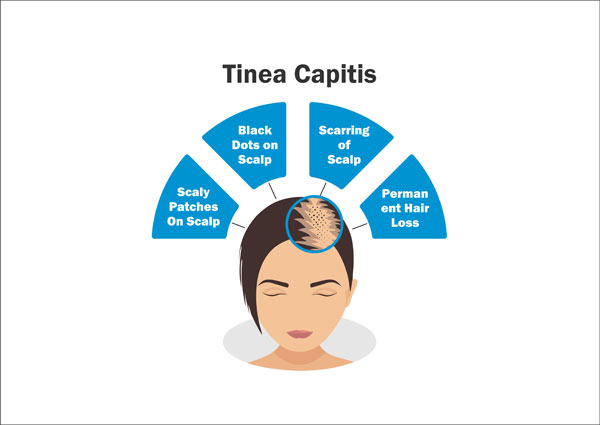 Tinea Capitis
Scaly
Patches
On Scalp
Black
Dots on
Scalp
Scarring
of
Scalp
Perman
ent Hair
Loss